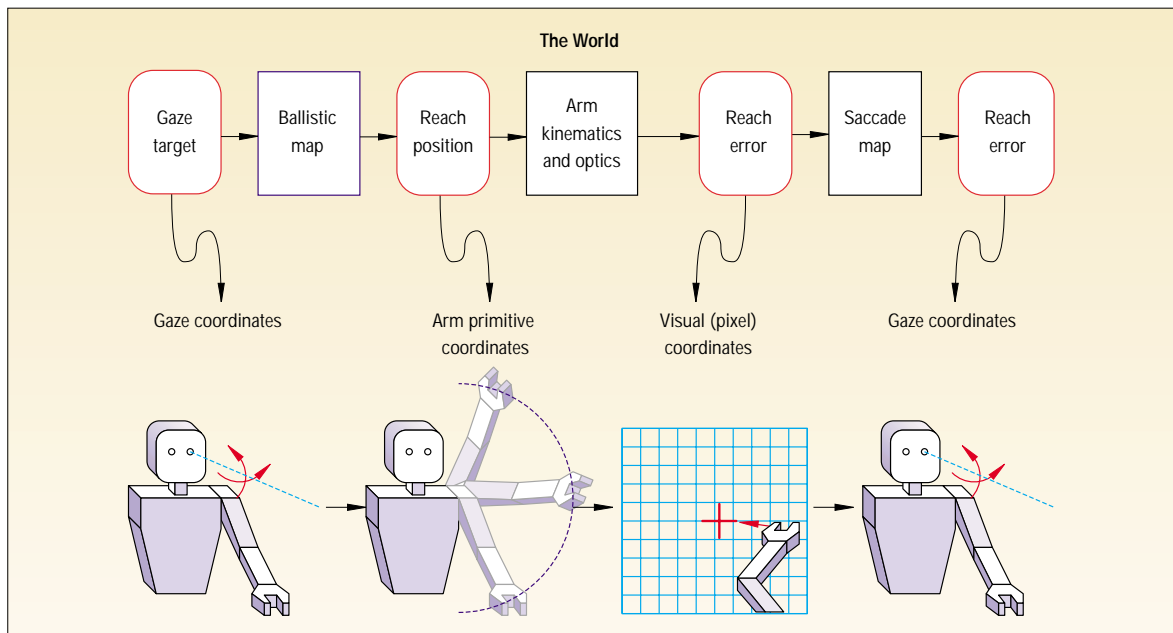 The World
Gaze
target
Ballistic
map
Reach
position
Arm
kinematics
and optics
Reach
error
Saccade
map
Reach
error
Gaze coordinates
Arm primitive
coordinates
Visual (pixel)
coordinates
Gaze coordinates